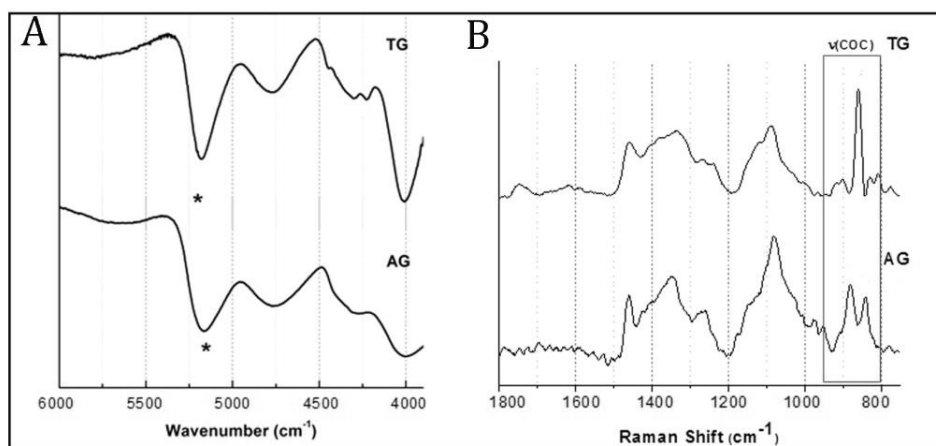 A
TG
*
AG
*
6000 5500 5000 4500 4000
Wavenumber (cm⁻¹)
B
ν(COC) TG
AG
1800 1600 1400 1200 1000 800
Raman Shift (cm⁻¹)